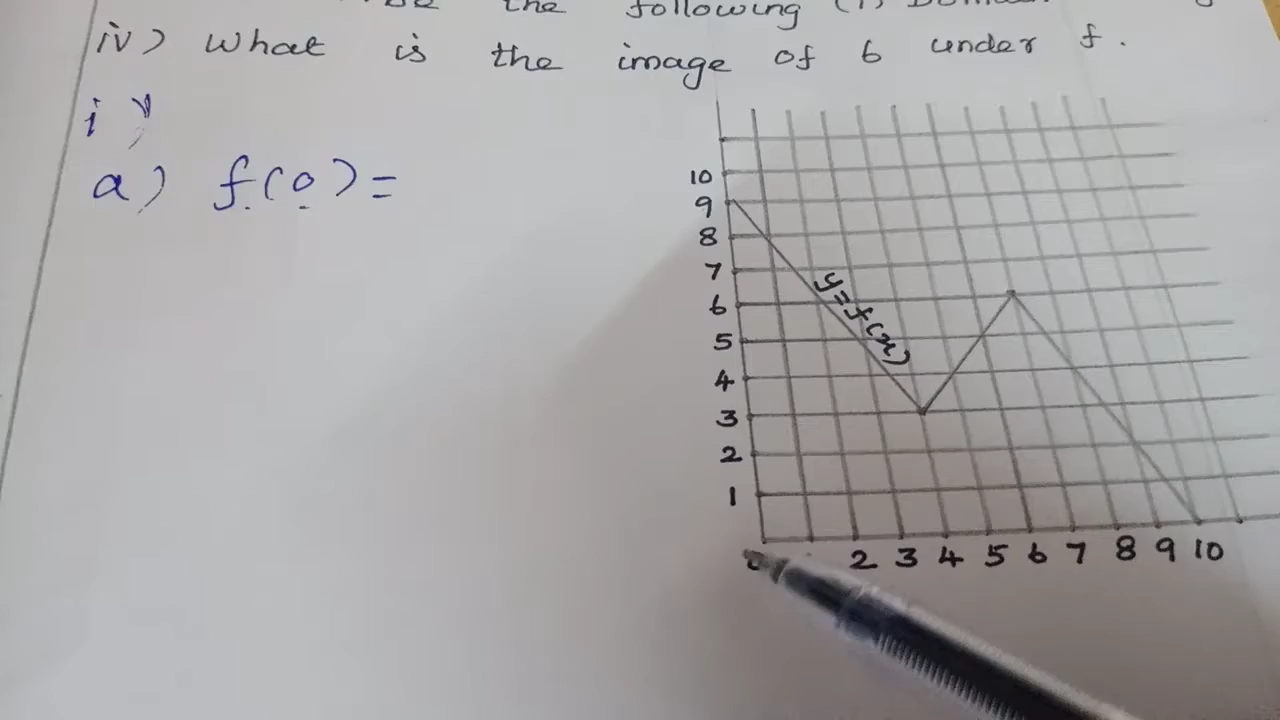 the following (i)
iv) What is the image of 6 under f.
i)
a) f(0)=
10
9
8
7
6
5
4
3
2
1
y=f(x)
2 3 4 5 6 7 8 9 10